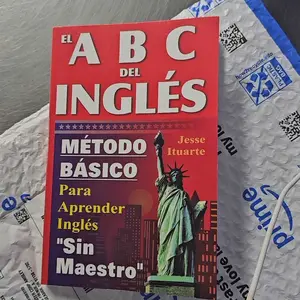 EL
A B C
DEL
INGLÉS
MÉTODO
BÁSICO
Jesse
Ituarte
Para
Aprender
Inglés
"Sin
Maestro"
prime